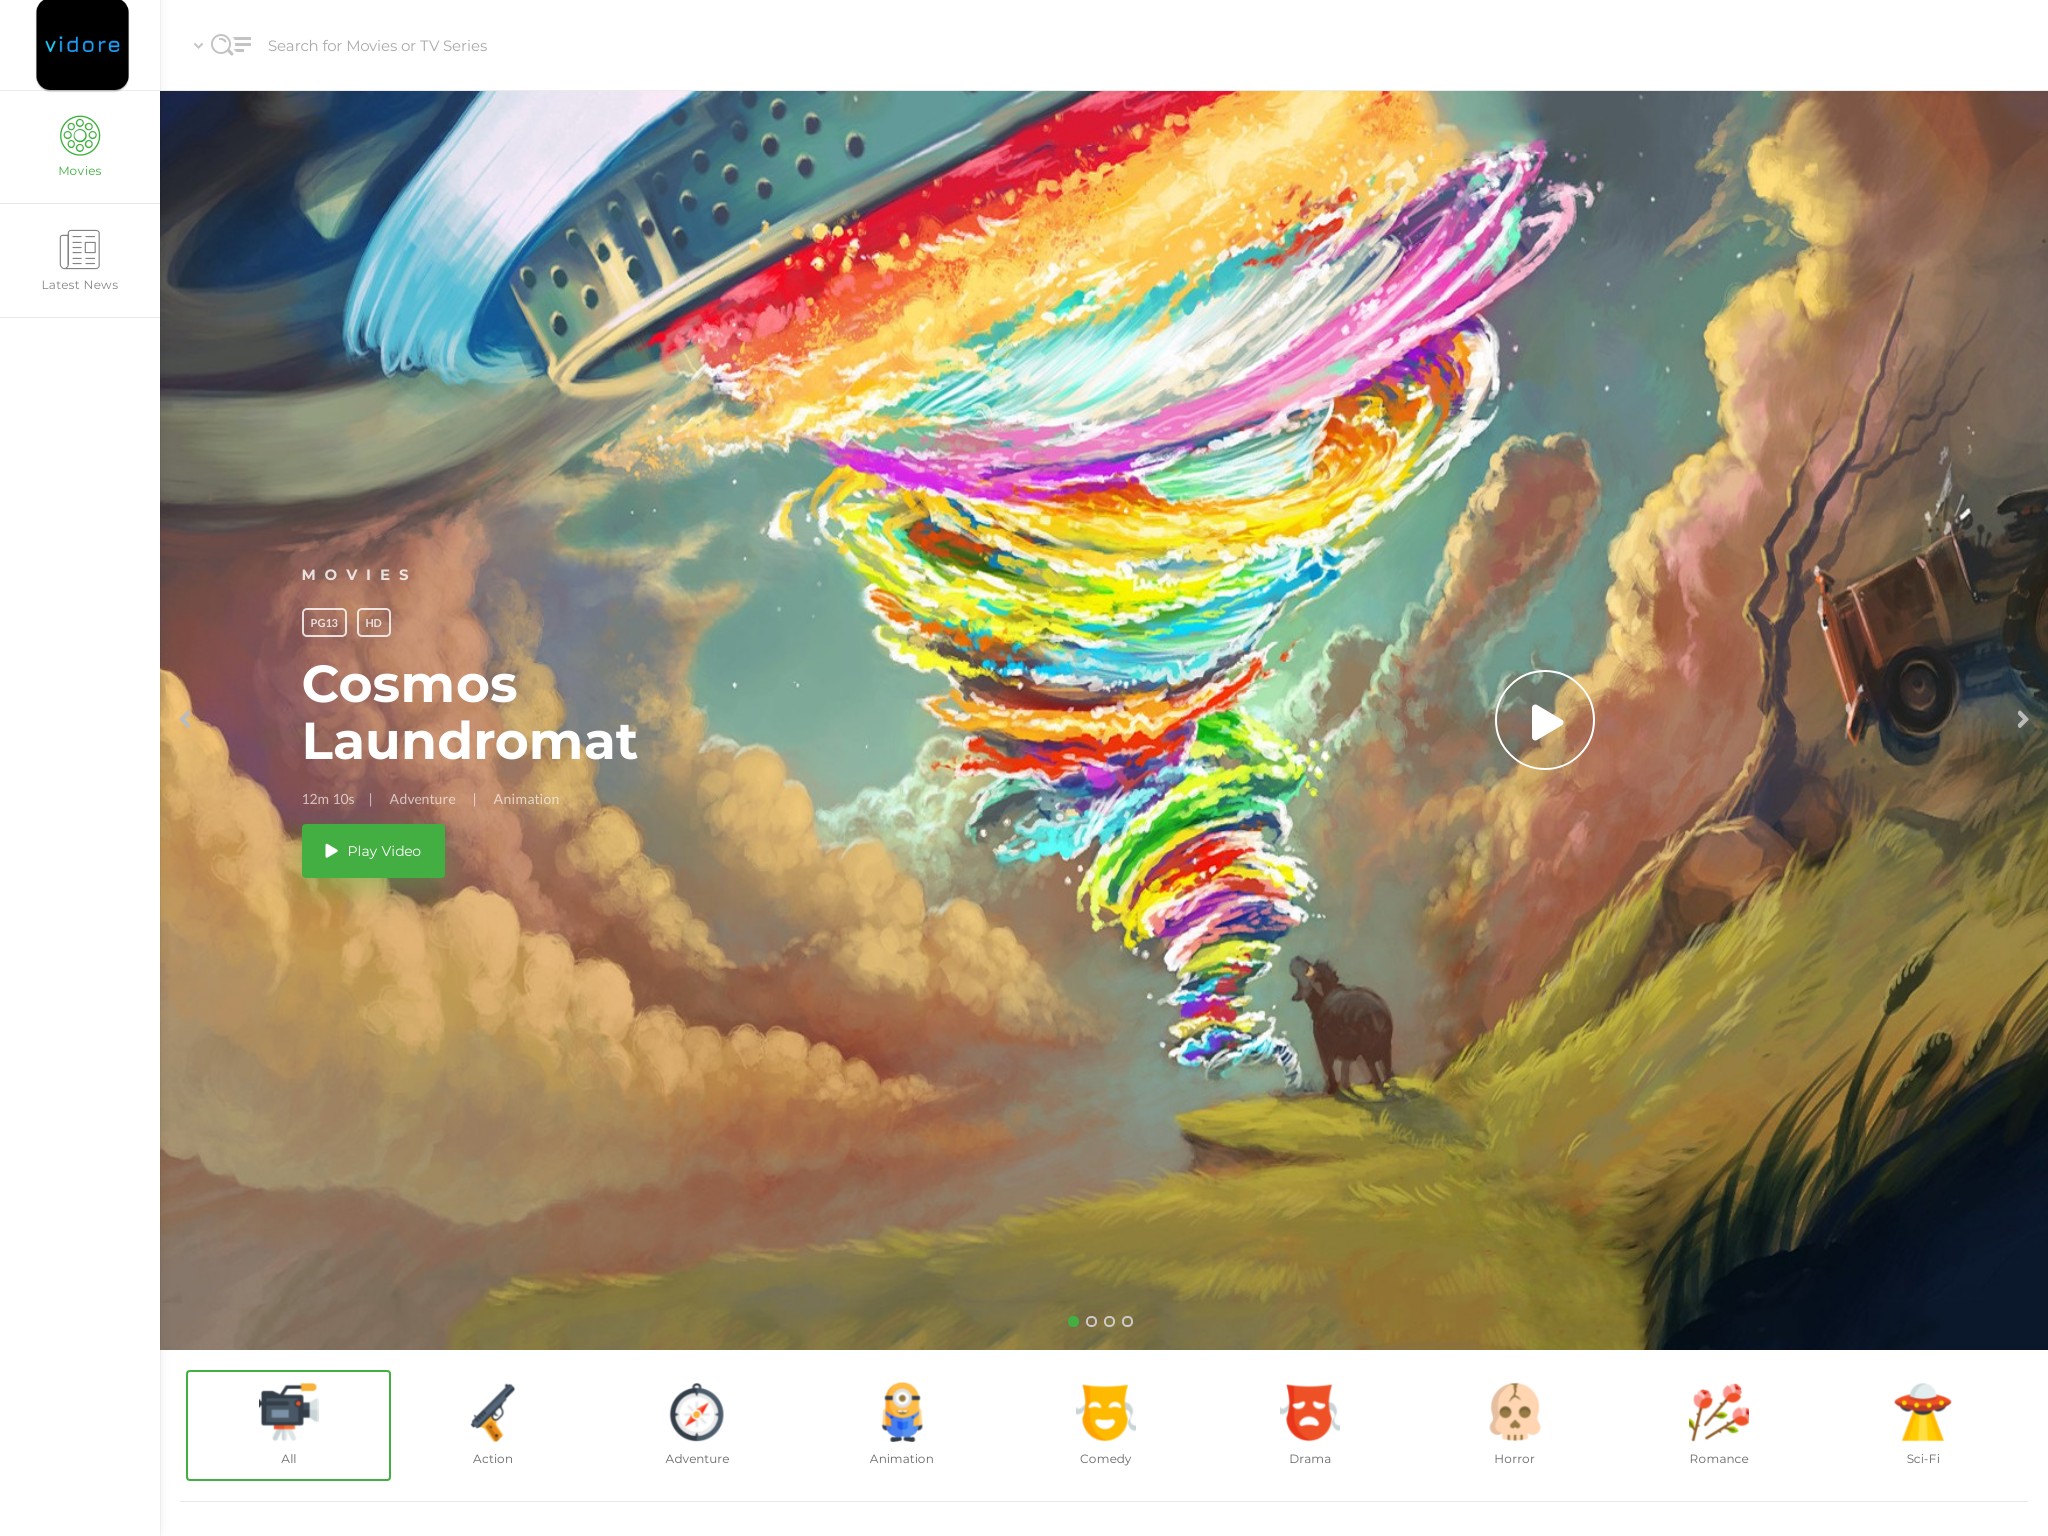 vidore
Search for Movies or TV Series
Movies
Latest News
MOVIES
PG13 HD
Cosmos
Laundromat
12m 10s | Adventure | Animation
Play Video
All
Action
Adventure
Animation
Comedy
Drama
Horror
Romance
Sci-Fi